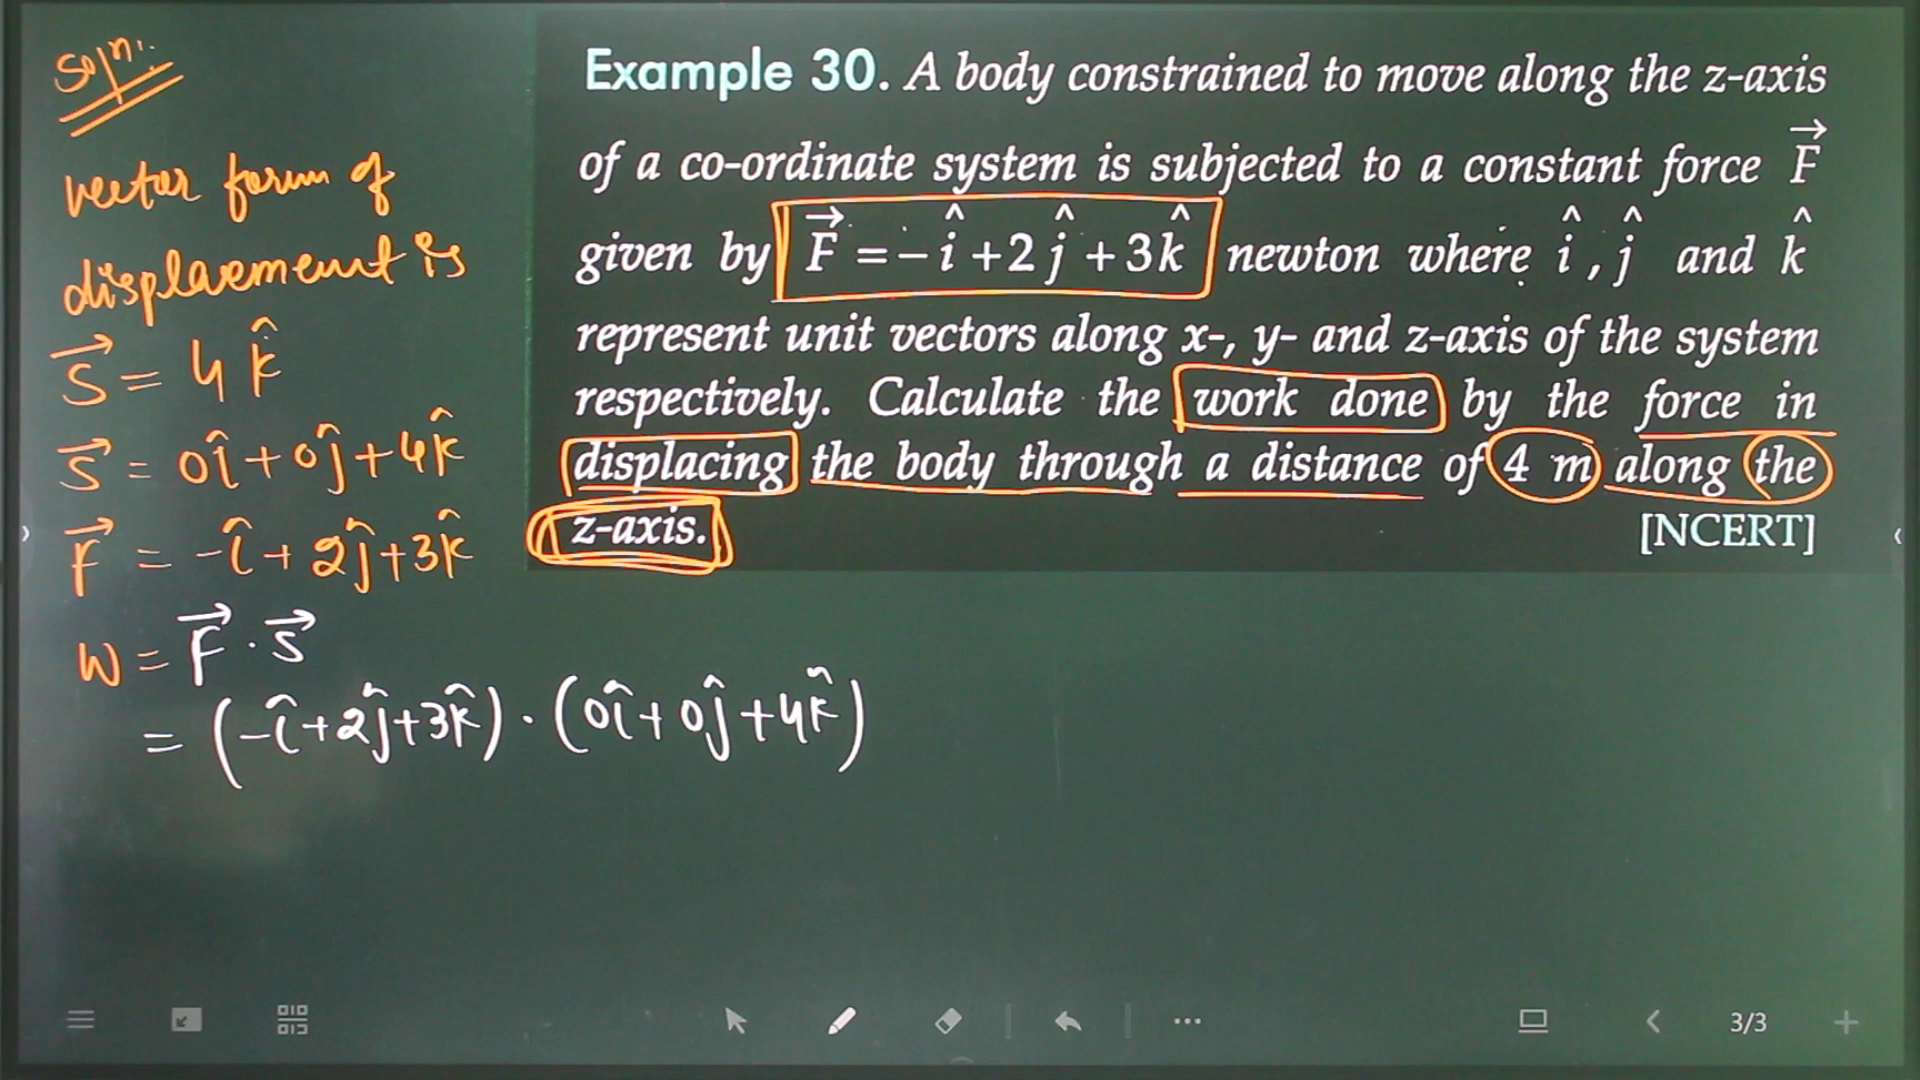 Soln:
vector form of
displacement is
S⃗ = 4 k̂
S⃗ = 0î + 0ĵ + 4k̂
F⃗ = -î + 2ĵ + 3k̂
W = F⃗ . S⃗
= (-î + 2ĵ + 3k̂) . (0î + 0ĵ + 4k̂)
Example 30. A body constrained to move along the z-axis
of a co-ordinate system is subjected to a constant force F⃗
given by F⃗ = - î + 2 ĵ + 3 k̂ newton where î , ĵ and k̂
represent unit vectors along x-, y- and z-axis of the system
respectively. Calculate the work done by the force in
displacing the body through a distance of 4 m along the
z-axis. [NCERT]
3/3